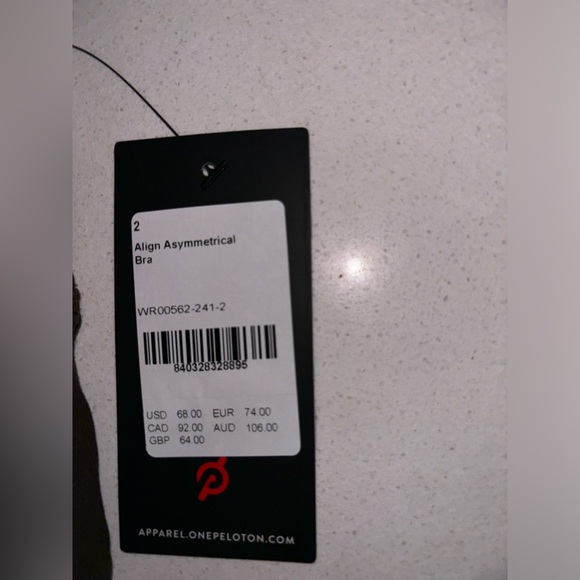 2
Align Asymmetrical
Bra
WR00562-241-2
840328328895
USD 68.00 EUR 74.00
CAD 92.00 AUD 106.00
GBP 64.00
APPAREL.ONEPELOTON.COM